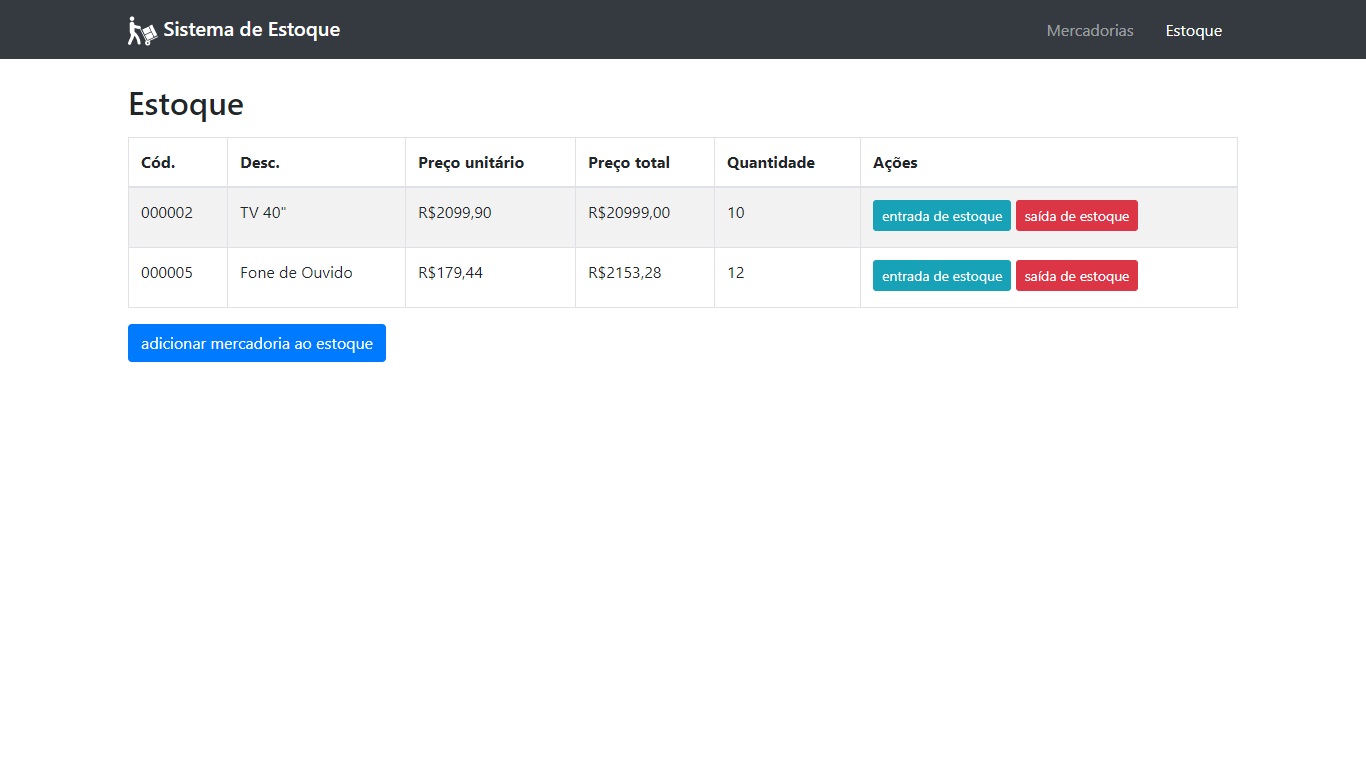 Sistema de Estoque Mercadorias Estoque
Estoque
Cód. Desc. Preço unitário Preço total Quantidade Ações
000002 TV 40" R$2099,90 R$20999,00 10 entrada de estoque saída de estoque
000005 Fone de Ouvido R$179,44 R$2153,28 12 entrada de estoque saída de estoque
adicionar mercadoria ao estoque